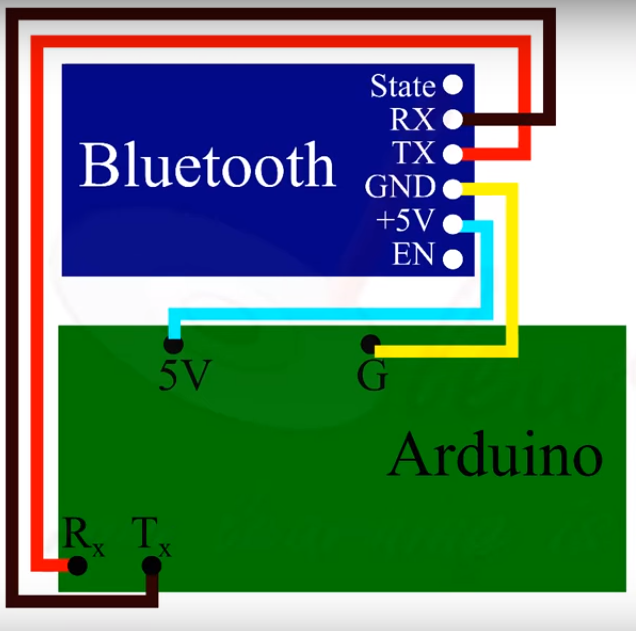 State
RX
Bluetooth
TX
GND
+5V
EN
5V
G
Arduino
Rx Tx